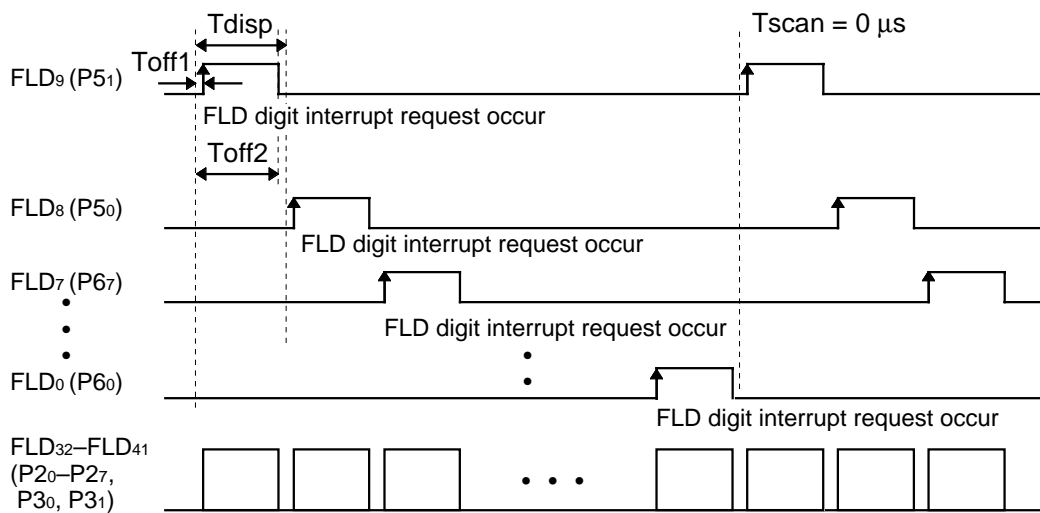 Tdisp
Tscan = 0 µs
Toff1
FLD9 (P51)
FLD digit interrupt request occur
Toff2
FLD8 (P50)
FLD digit interrupt request occur
FLD7 (P67)
FLD digit interrupt request occur
FLD0 (P60)
FLD digit interrupt request occur
FLD32–FLD41
(P20–P27,
P30, P31)